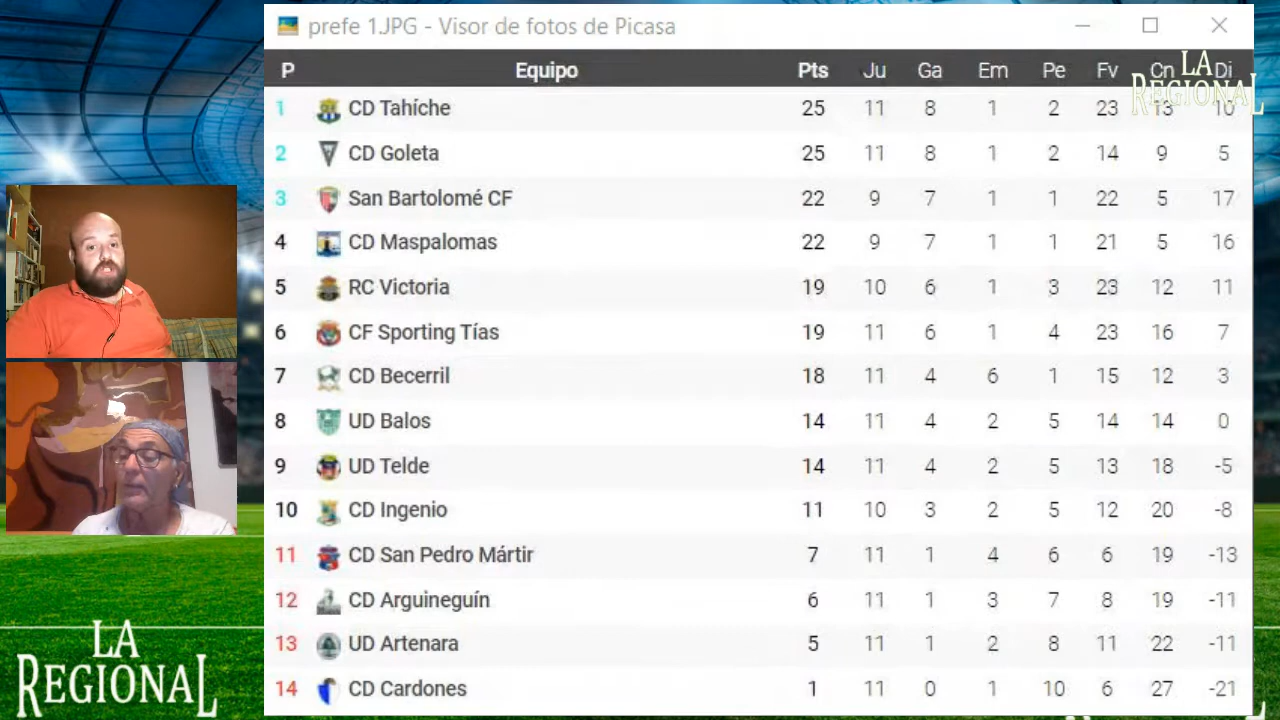 prefe 1.JPG - Visor de fotos de Picasa
P Equipo Pts Ju Ga Em Pe Fv Cn Di
LA
REGIONAL
1 CD Tahíche 25 11 8 1 2 23 13 10
2 CD Goleta 25 11 8 1 2 14 9 5
3 San Bartolomé CF 22 9 7 1 1 22 5 17
4 CD Maspalomas 22 9 7 1 1 21 5 16
5 RC Victoria 19 10 6 1 3 23 12 11
6 CF Sporting Tías 19 11 6 1 4 23 16 7
7 CD Becerril 18 11 4 6 1 15 12 3
8 UD Balos 14 11 4 2 5 14 14 0
9 UD Telde 14 11 4 2 5 13 18 -5
10 CD Ingenio 11 10 3 2 5 12 20 -8
11 CD San Pedro Mártir 7 11 1 4 6 6 19 -13
12 CD Arguineguín 6 11 1 3 7 8 19 -11
13 UD Artenara 5 11 1 2 8 11 22 -11
14 CD Cardones 1 11 0 1 10 6 27 -21
LA
REGIONAL